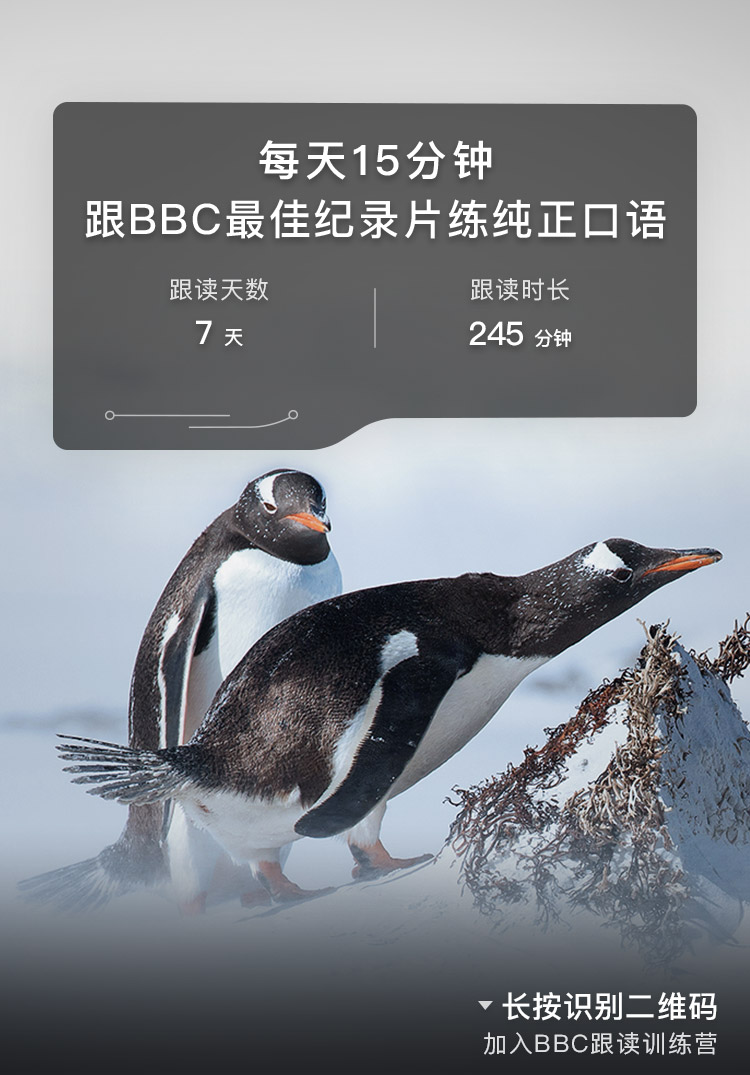 每天15分钟
跟BBC最佳纪录片练纯正口语
跟读天数
7 天
跟读时长
245 分钟
长按识别二维码
加入BBC跟读训练营